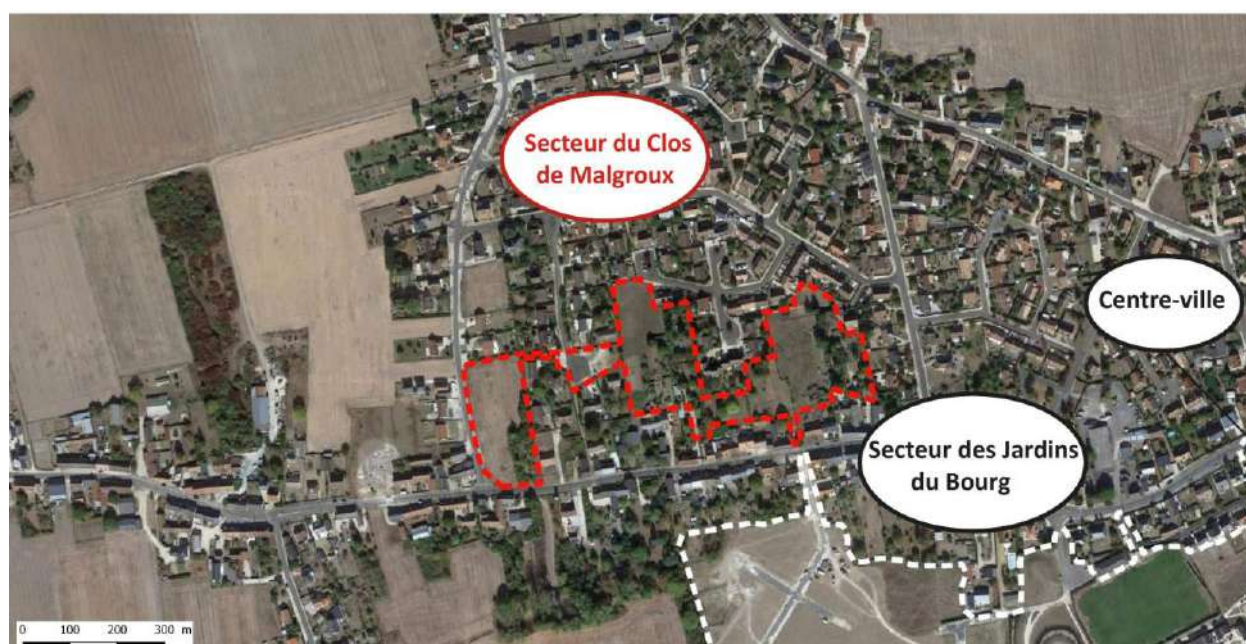 Secteur du Clos
de Malgroux
Centre-ville
Secteur des Jardins
du Bourg
0 100 200 300 m